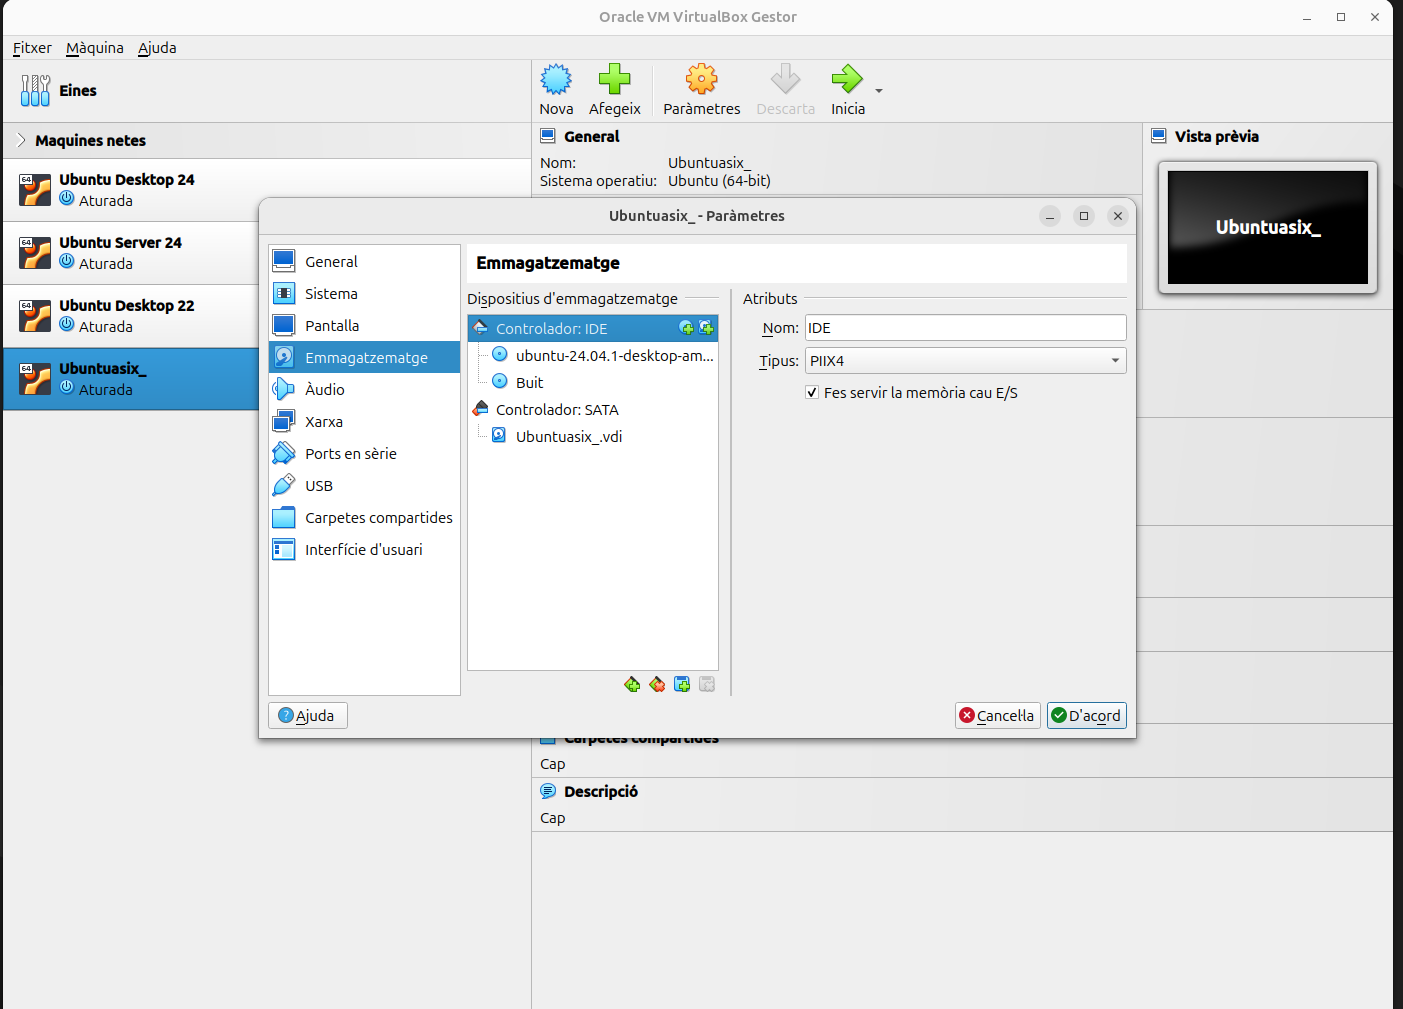 Oracle VM VirtualBox Gestor
Fitxer Màquina Ajuda
Eines
Nova Afegeix Paràmetres Descarta Inicia
Maquines netes
64 Ubuntu Desktop 24
Aturada
64 Ubuntu Server 24
Aturada
64 Ubuntu Desktop 22
Aturada
64 Ubuntuasix_
Aturada
General
Nom: Ubuntuasix_
Sistema operatiu: Ubuntu (64-bit)
Vista prèvia
Ubuntuasix_
Ubuntuasix_ - Paràmetres
General
Sistema
Pantalla
Emmagatzematge
Àudio
Xarxa
Ports en sèrie
USB
Carpetes compartides
Interfície d'usuari
Emmagatzematge
Dispositius d'emmagatzematge
Controlador: IDE
ubuntu-24.04.1-desktop-am...
Buit
Controlador: SATA
Ubuntuasix_.vdi
Atributs
Nom: IDE
Tipus: PIIX4
Fes servir la memòria cau E/S
Ajuda
Cancel·la
D'acord
Carpetes compartides
Cap
Descripció
Cap